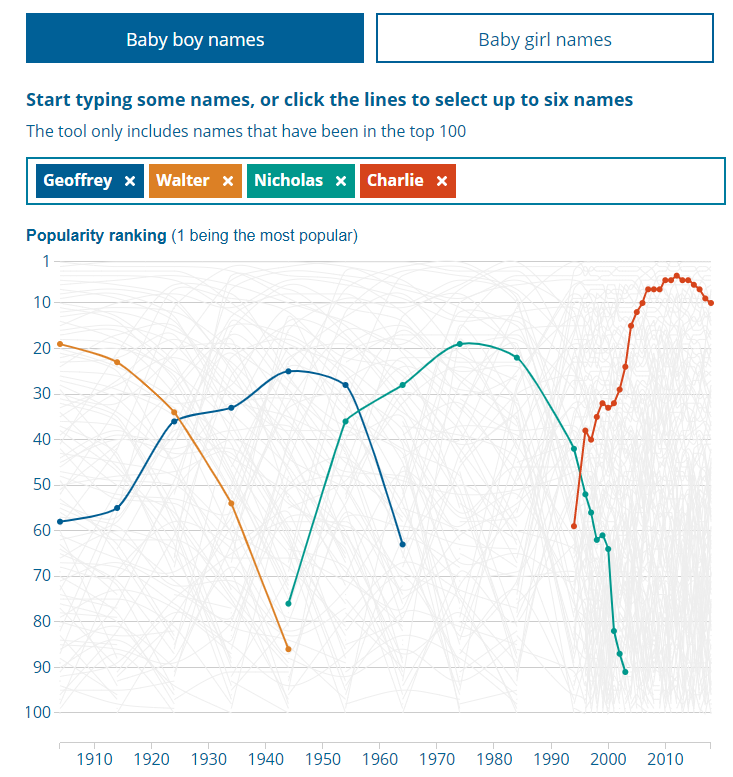 Baby boy names
Baby girl names
Start typing some names, or click the lines to select up to six names
The tool only includes names that have been in the top 100
Geoffrey × Walter × Nicholas × Charlie ×
Popularity ranking (1 being the most popular)
1
10
20
30
40
50
60
70
80
90
100
1910 1920 1930 1940 1950 1960 1970 1980 1990 2000 2010